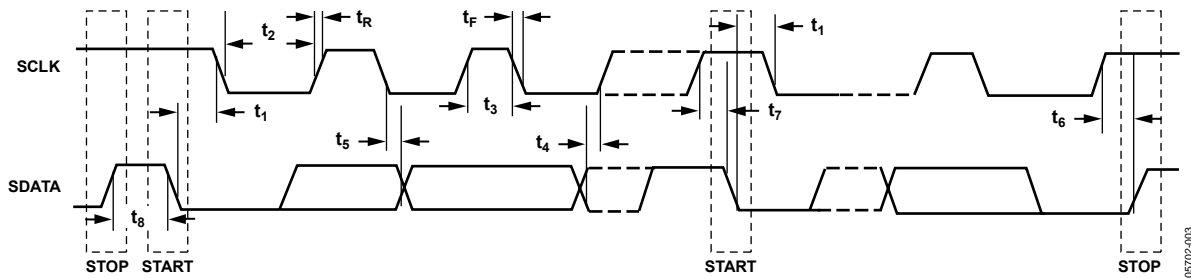 t2
tR
tF
t1
SCLK
t1
t3
t7
t6
t5
t4
SDATA
t8
STOP
START
START
STOP
05702-003